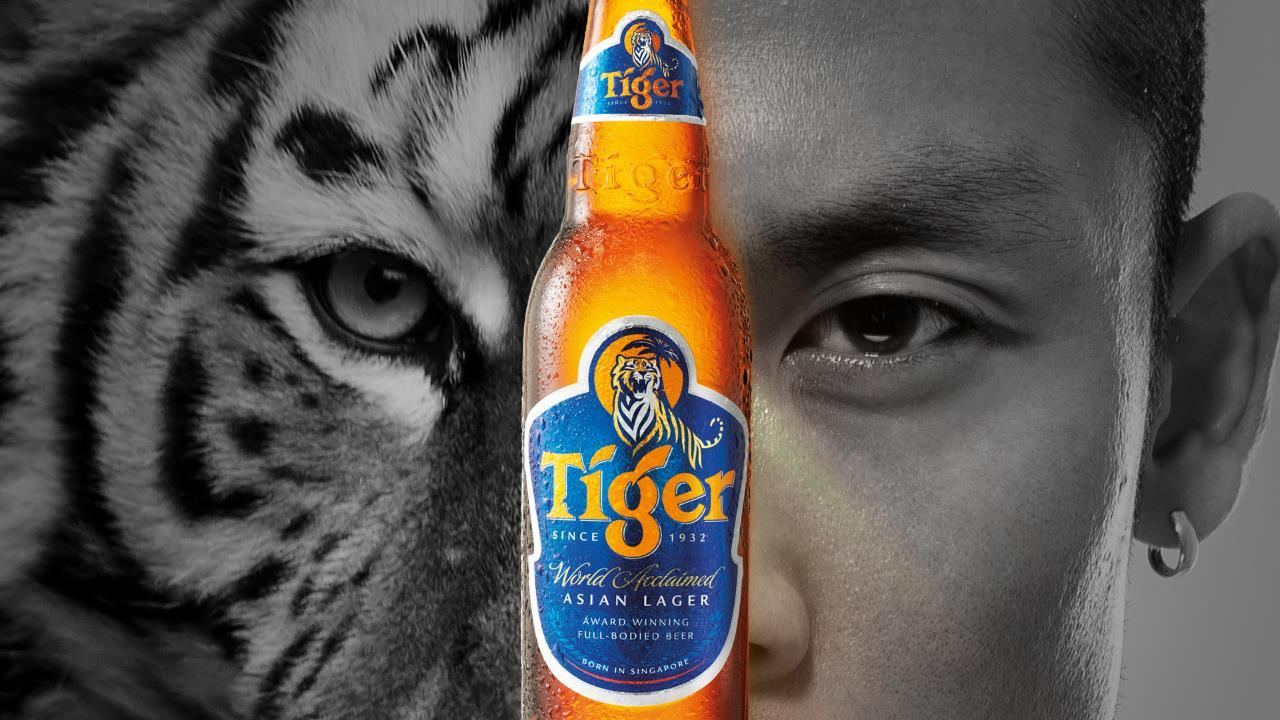 Tiger
SINCE 1932
Tiger
Tiger
SINCE 1932
World Acclaimed
ASIAN LAGER
AWARD WINNING
FULL-BODIED BEER
BORN IN SINGAPORE